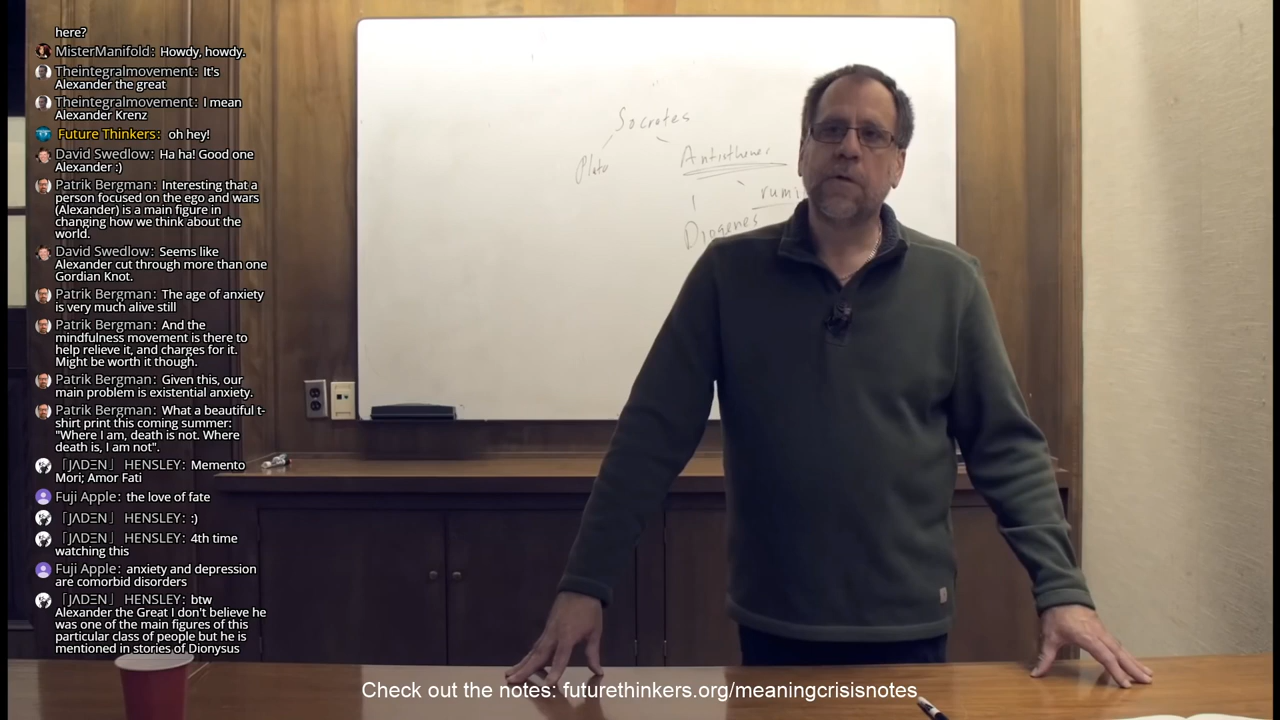 here?
MisterManifold: Howdy, howdy.
Theintegralmovement: It's
Alexander the great
Theintegralmovement: I mean
Alexander Krenz
Future Thinkers: oh hey!
David Swedlow: Ha ha! Good one
Alexander :)
Patrik Bergman: Interesting that a
person focused on the ego and wars
(Alexander) is a main figure in
changing how we think about the
world.
David Swedlow: Seems like
Alexander cut through more than one
Gordian Knot.
Patrik Bergman: The age of anxiety
is very much alive still
Patrik Bergman: And the
mindfulness movement is there to
help relieve it, and charges for it.
Might be worth it though.
Patrik Bergman: Given this, our
main problem is existential anxiety.
Patrik Bergman: What a beautiful t-
shirt print this coming summer:
"Where I am, death is not. Where
death is, I am not".
「JΛDΞN」 HENSLEY: Memento
Mori; Amor Fati
Fuji Apple: the love of fate
「JΛDΞN」 HENSLEY: :)
「JΛDΞN」 HENSLEY: 4th time
watching this
Fuji Apple: anxiety and depression
are comorbid disorders
「JΛDΞN」 HENSLEY: btw
Alexander the Great I don't believe he
was one of the main figures of this
particular class of people but he is
mentioned in stories of Dionysus
Socrates
Plato
Antisthenes
rumi
Diogenes
Check out the notes: futurethinkers.org/meaningcrisisnotes